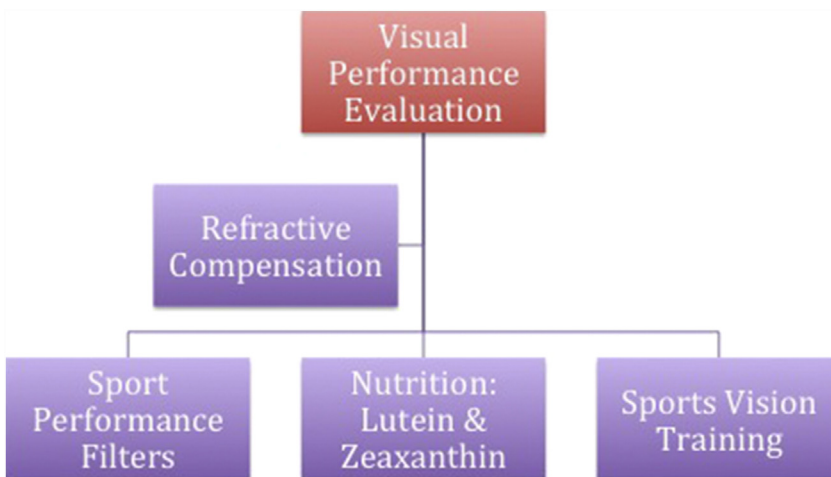 Visual
Performance
Evaluation
Refractive
Compensation
Sport
Performance
Filters
Nutrition:
Lutein &
Zeaxanthin
Sports Vision
Training